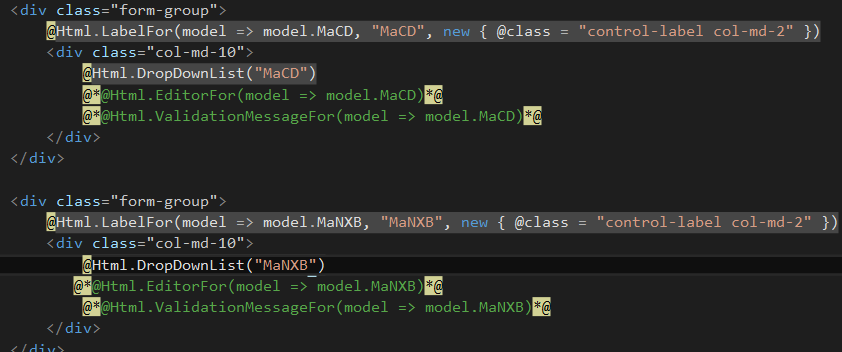 <div class="form-group">
@Html.LabelFor(model => model.MaCD, "MaCD", new { @class = "control-label col-md-2" })
<div class="col-md-10">
@Html.DropDownList("MaCD")
@*@Html.EditorFor(model => model.MaCD)*@
@*@Html.ValidationMessageFor(model => model.MaCD)*@
</div>
</div>
<div class="form-group">
@Html.LabelFor(model => model.MaNXB, "MaNXB", new { @class = "control-label col-md-2" })
<div class="col-md-10">
@Html.DropDownList("MaNXB")
@*@Html.EditorFor(model => model.MaNXB)*@
@*@Html.ValidationMessageFor(model => model.MaNXB)*@
</div>
</div>